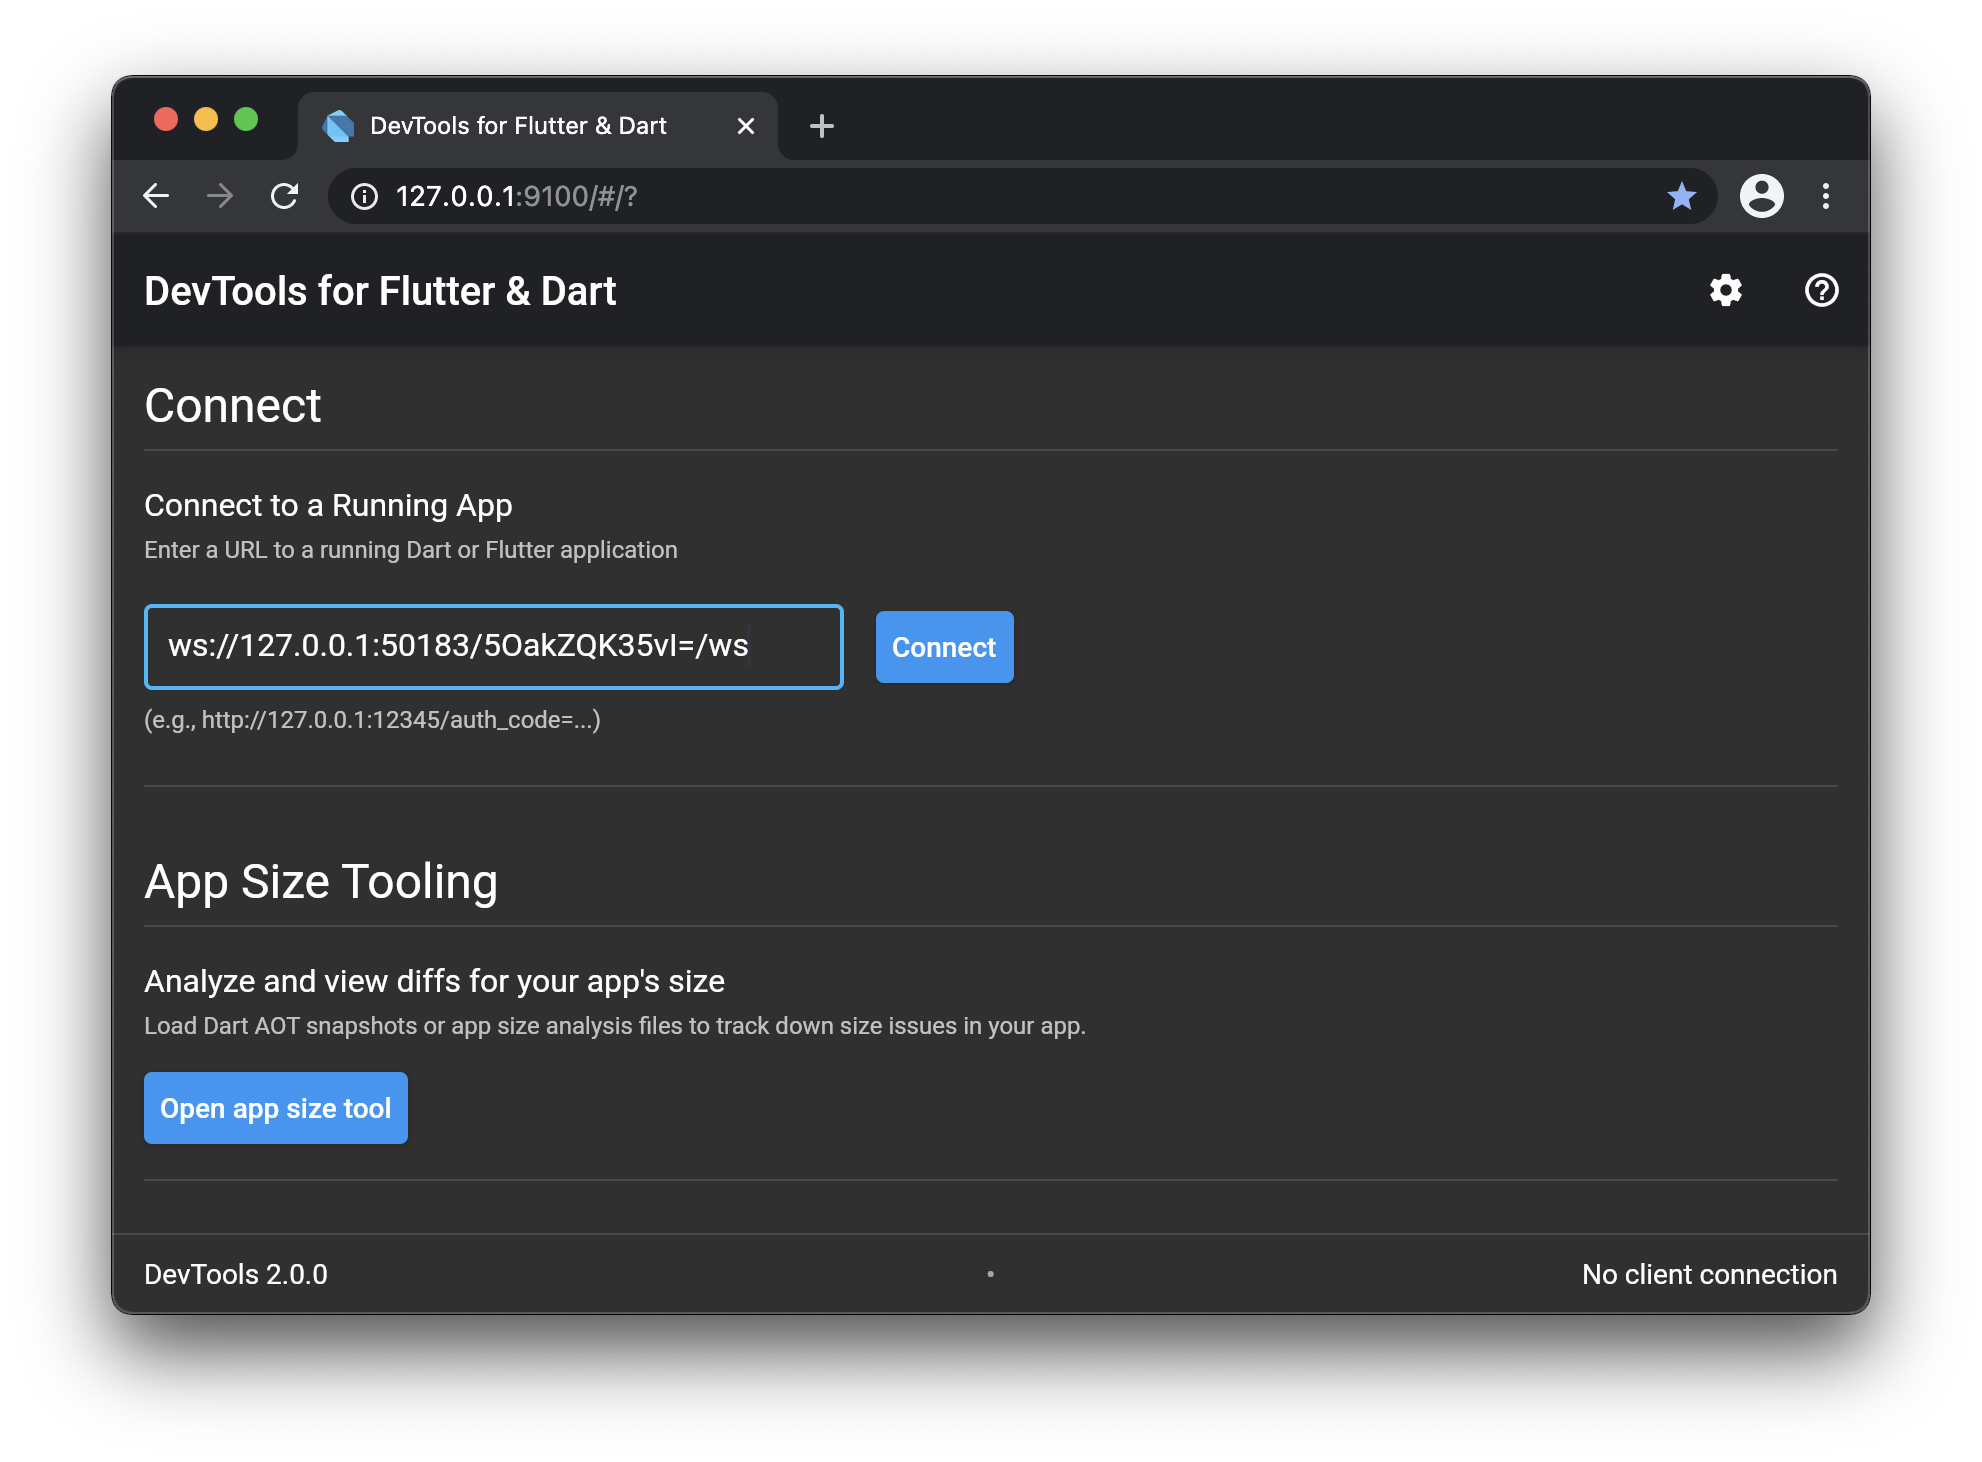 DevTools for Flutter & Dart
127.0.0.1:9100/#/?
DevTools for Flutter & Dart
Connect
Connect to a Running App
Enter a URL to a running Dart or Flutter application
ws://127.0.0.1:50183/5OakZQK35vI=/ws
Connect
(e.g., http://127.0.0.1:12345/auth_code=...)
App Size Tooling
Analyze and view diffs for your app's size
Load Dart AOT snapshots or app size analysis files to track down size issues in your app.
Open app size tool
DevTools 2.0.0
•
No client connection